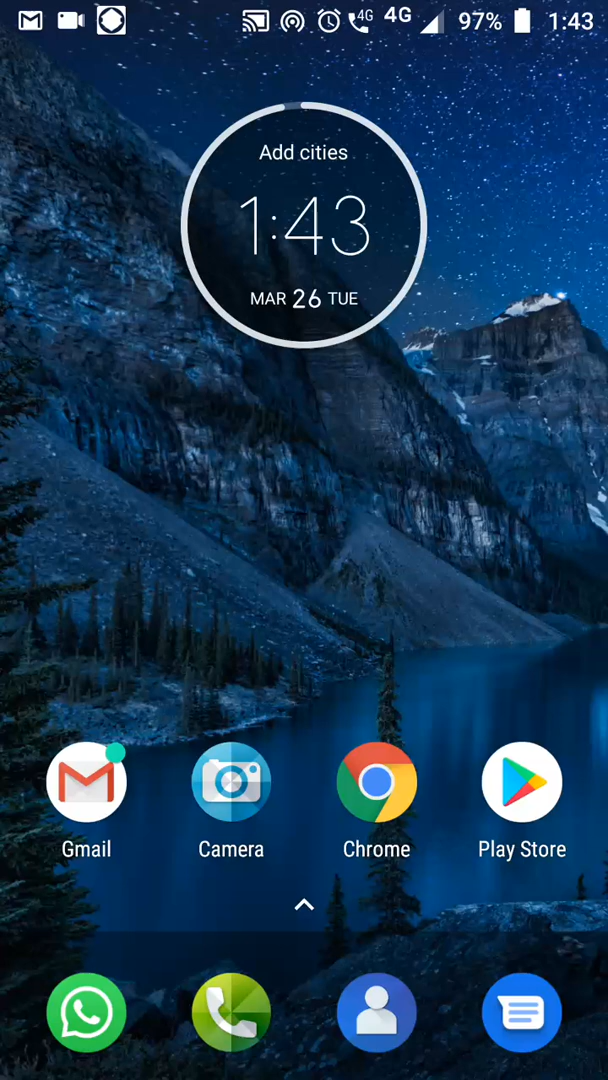 4G 4G 97% 1:43
Add cities
1:43
MAR 26 TUE
Gmail Camera Chrome Play Store